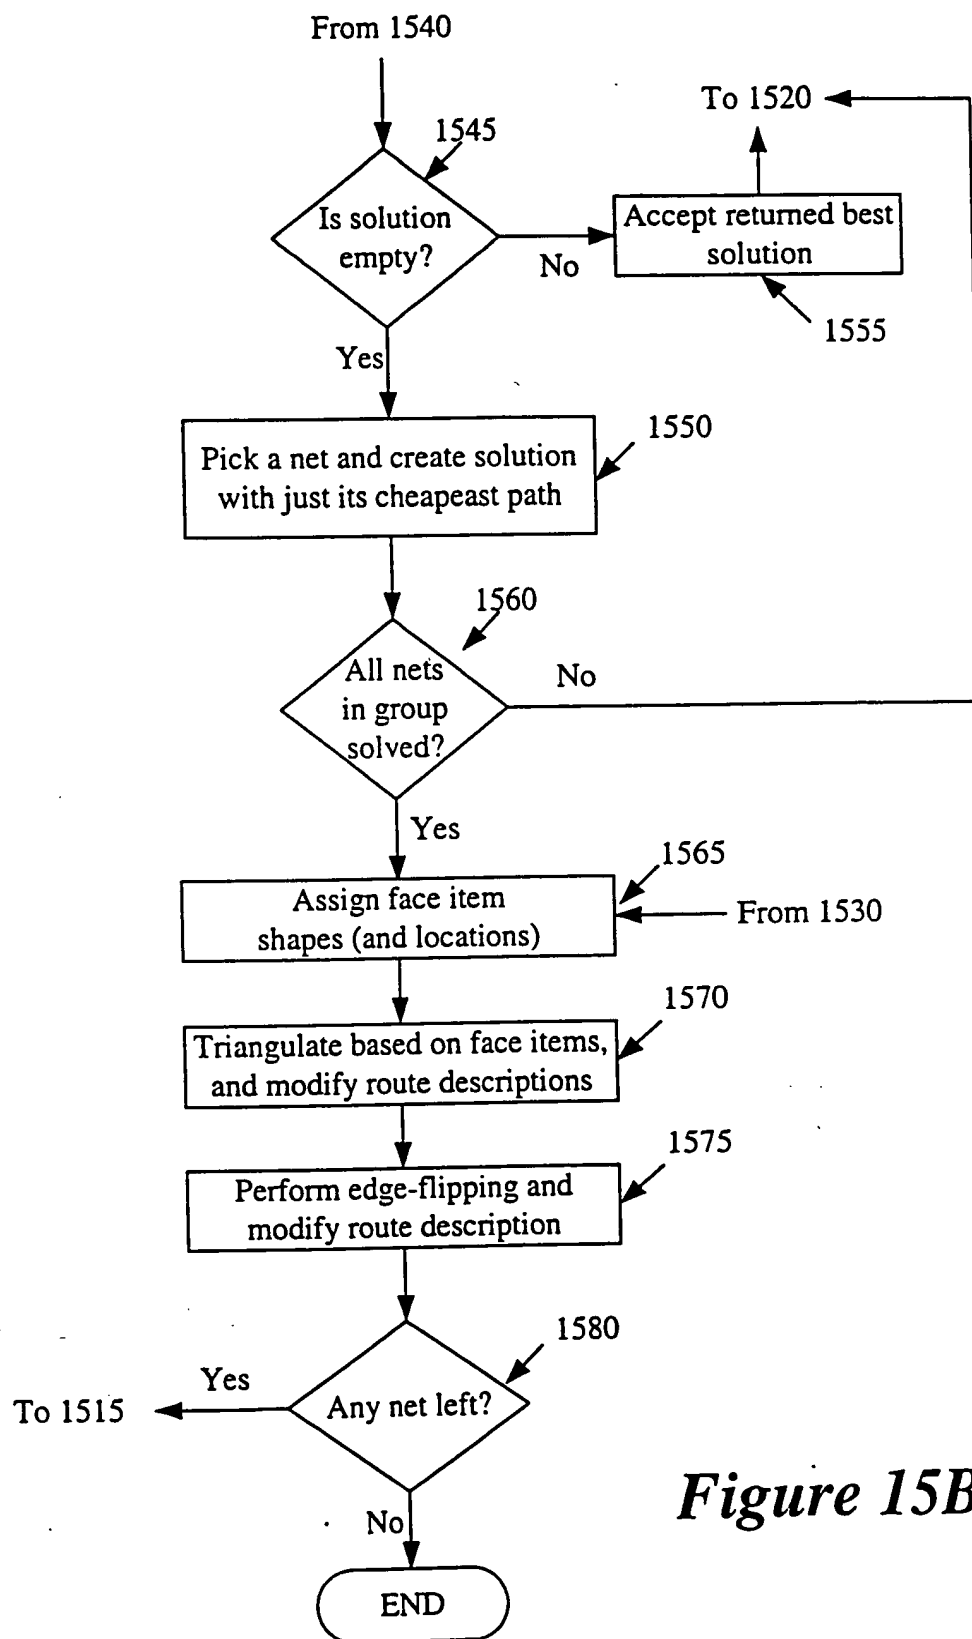 From 1540
To 1520
1545
Is solution
empty?
No
Accept returned best
solution
1555
Yes
1550
Pick a net and create solution
with just its cheapeast path
1560
All nets
in group
solved?
No
Yes
1565
Assign face item
shapes (and locations)
From 1530
1570
Triangulate based on face items,
and modify route descriptions
1575
Perform edge-flipping and
modify route description
1580
Yes
To 1515
Any net left?
Figure 15B
No
END